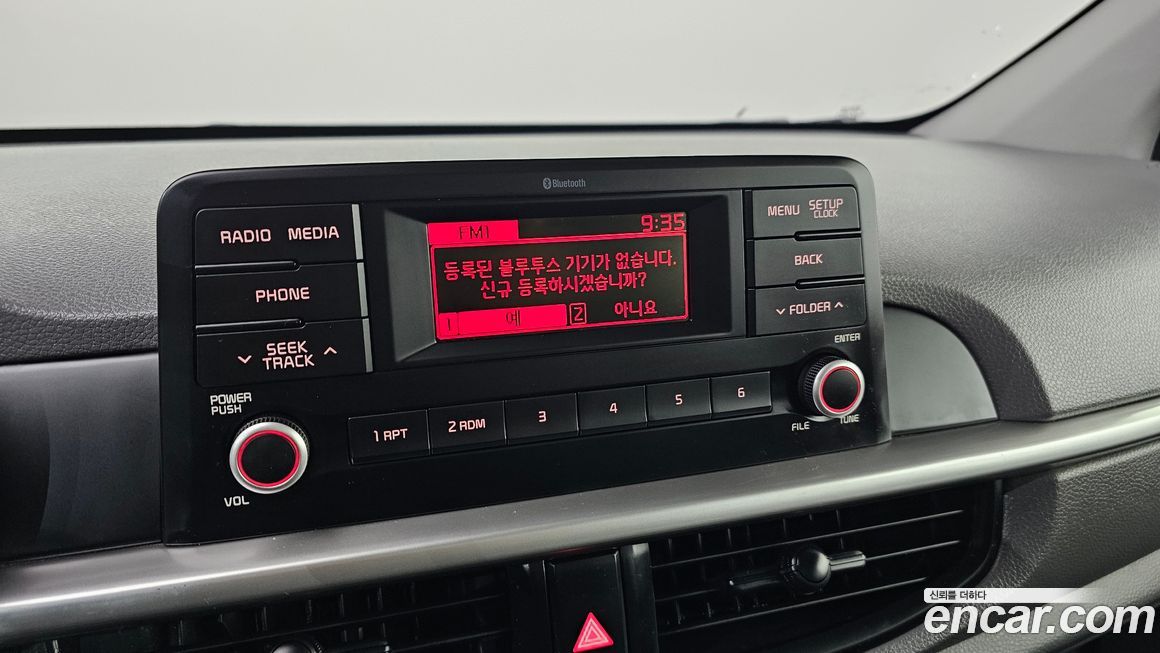 Bluetooth
RADIO MEDIA
PHONE
SEEK
TRACK
POWER
PUSH
VOL
FM1 9:35
등록된 블루투스 기기가 없습니다.
신규 등록하시겠습니까?
1 예 2 아니요
MENU SETUP
CLOCK
BACK
FOLDER
ENTER
1 RPT 2 RDM 3 4 5 6
FILE TUNE
신뢰를 더하다
encar.com